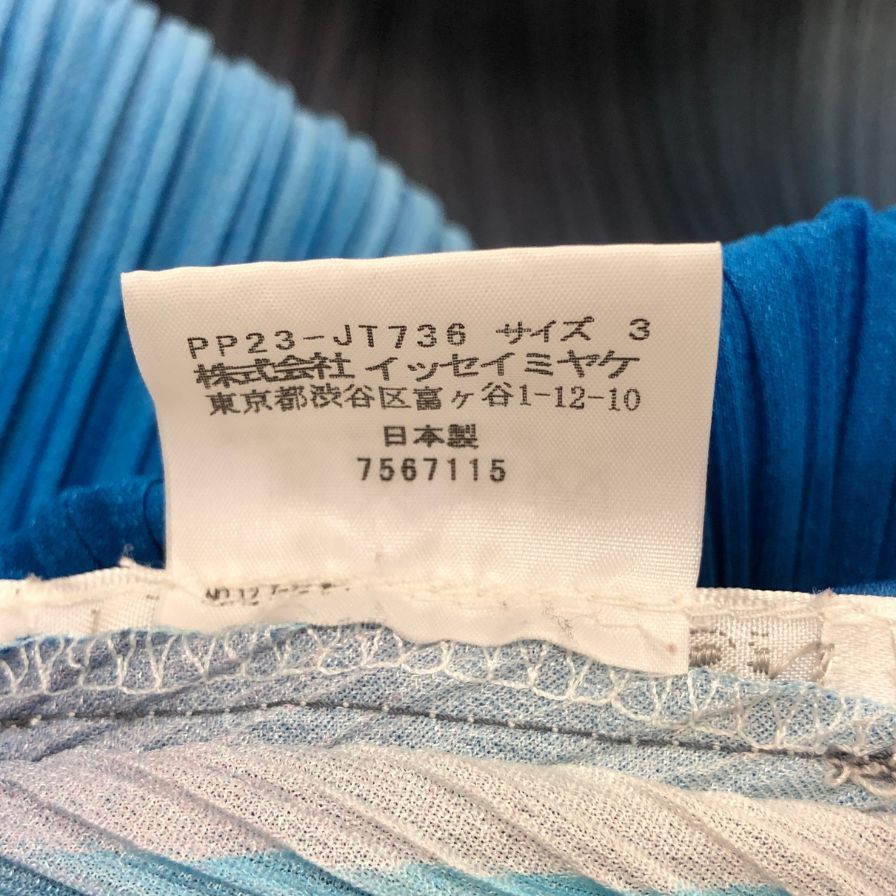 PP23-JT736 サイズ 3
株式会社 イッセイミヤケ
東京都渋谷区富ヶ谷1-12-10
日本製
7567115